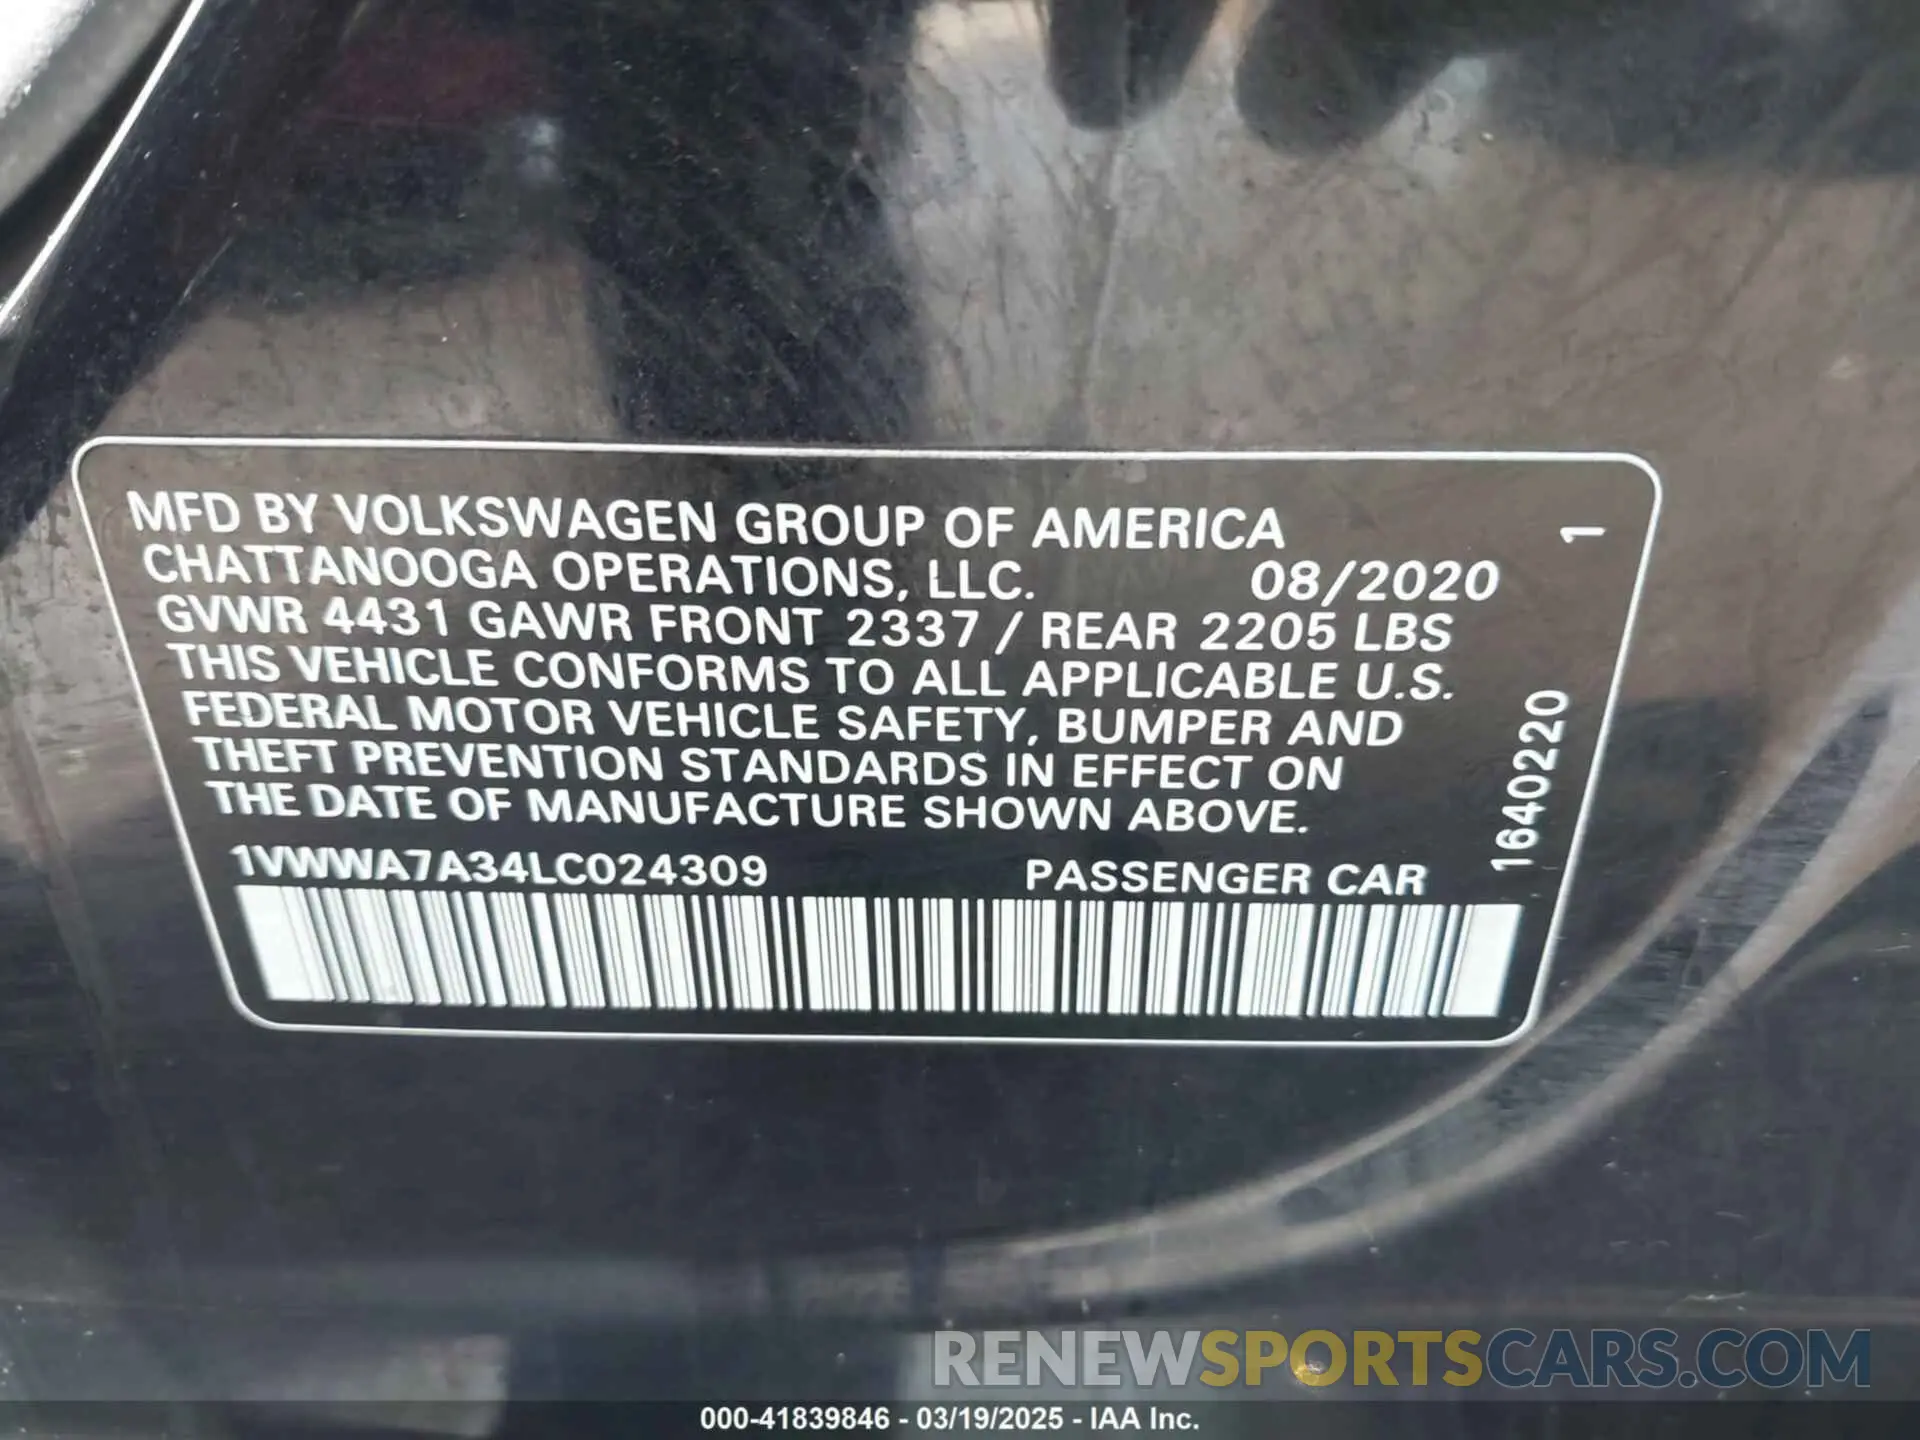 MFD BY VOLKSWAGEN GROUP OF AMERICA 1
CHATTANOOGA OPERATIONS, LLC. 08/2020
GVWR 4431 GAWR FRONT 2337 / REAR 2205 LBS
THIS VEHICLE CONFORMS TO ALL APPLICABLE U.S.
FEDERAL MOTOR VEHICLE SAFETY, BUMPER AND
THEFT PREVENTION STANDARDS IN EFFECT ON
THE DATE OF MANUFACTURE SHOWN ABOVE.
1VWWA7A34LC024309 PASSENGER CAR
1640220
RENEWSPORTSCARS.COM
000-41839846 - 03/19/2025 - IAA Inc.